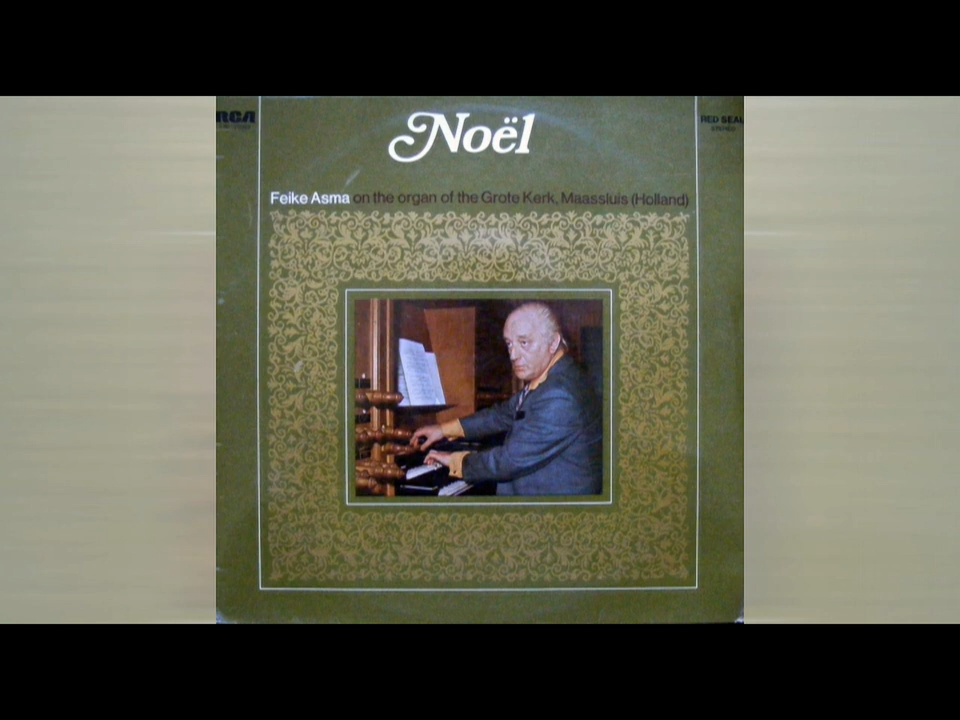 RCA
Noël
RED SEAL
STEREO
Feike Asma on the organ of the Grote Kerk, Maassluis (Holland)